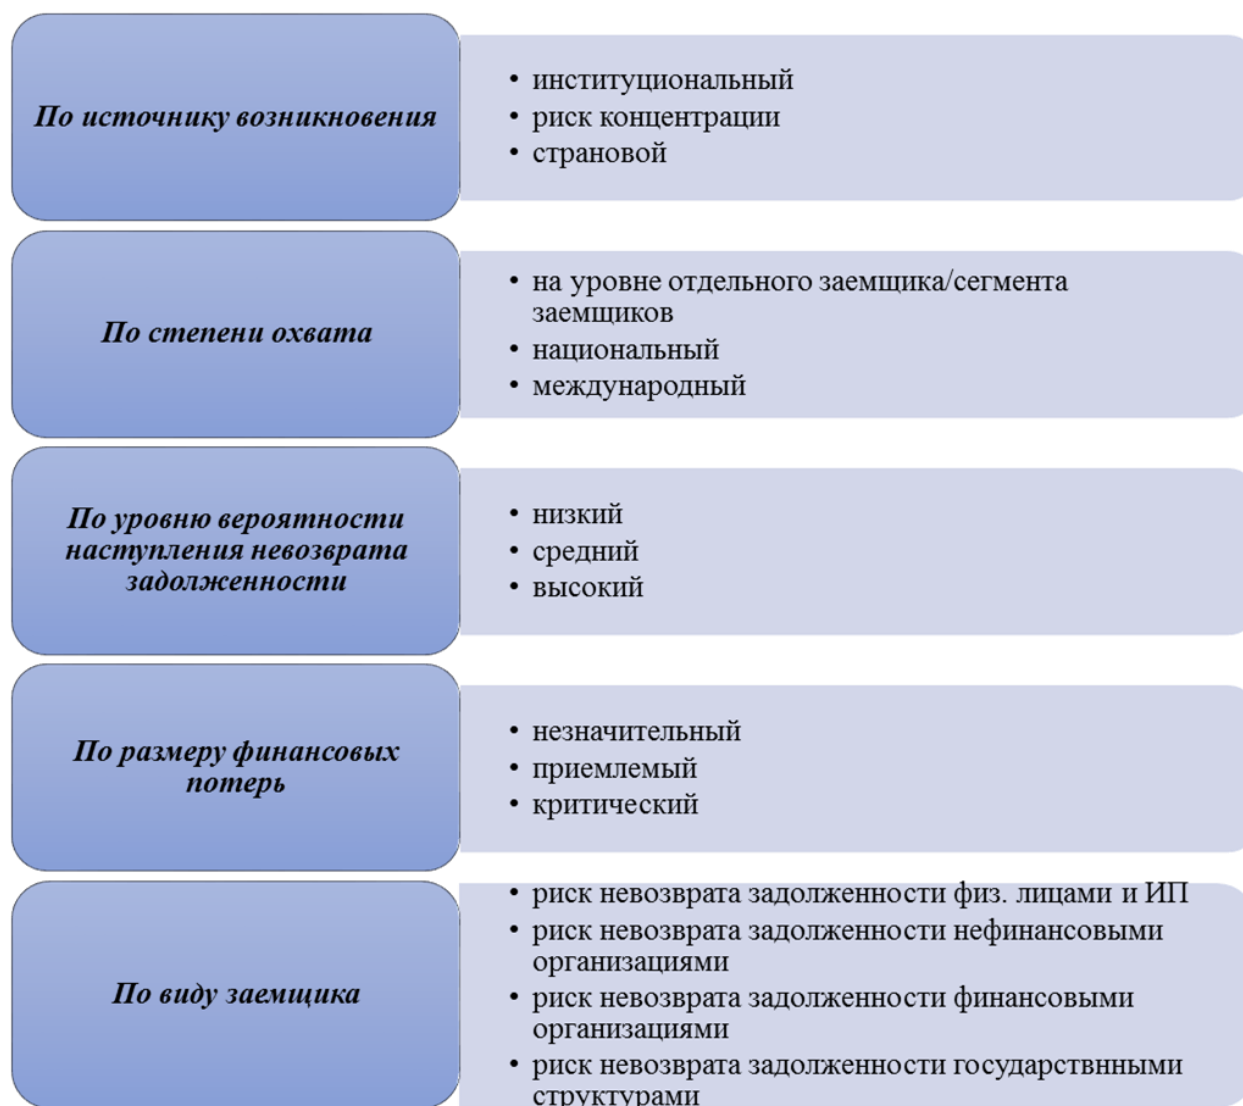 По источнику возникновения
• институциональный
• риск концентрации
• страновой
По степени охвата
• на уровне отдельного заемщика/сегмента
заемщиков
• национальный
• международный
По уровню вероятности
наступления невозврата
задолженности
• низкий
• средний
• высокий
По размеру финансовых
потерь
• незначительный
• приемлемый
• критический
По виду заемщика
• риск невозврата задолженности физ. лицами и ИП
• риск невозврата задолженности нефинансовыми
организациями
• риск невозврата задолженности финансовыми
организациями
• риск невозврата задолженности государствнными
структурами